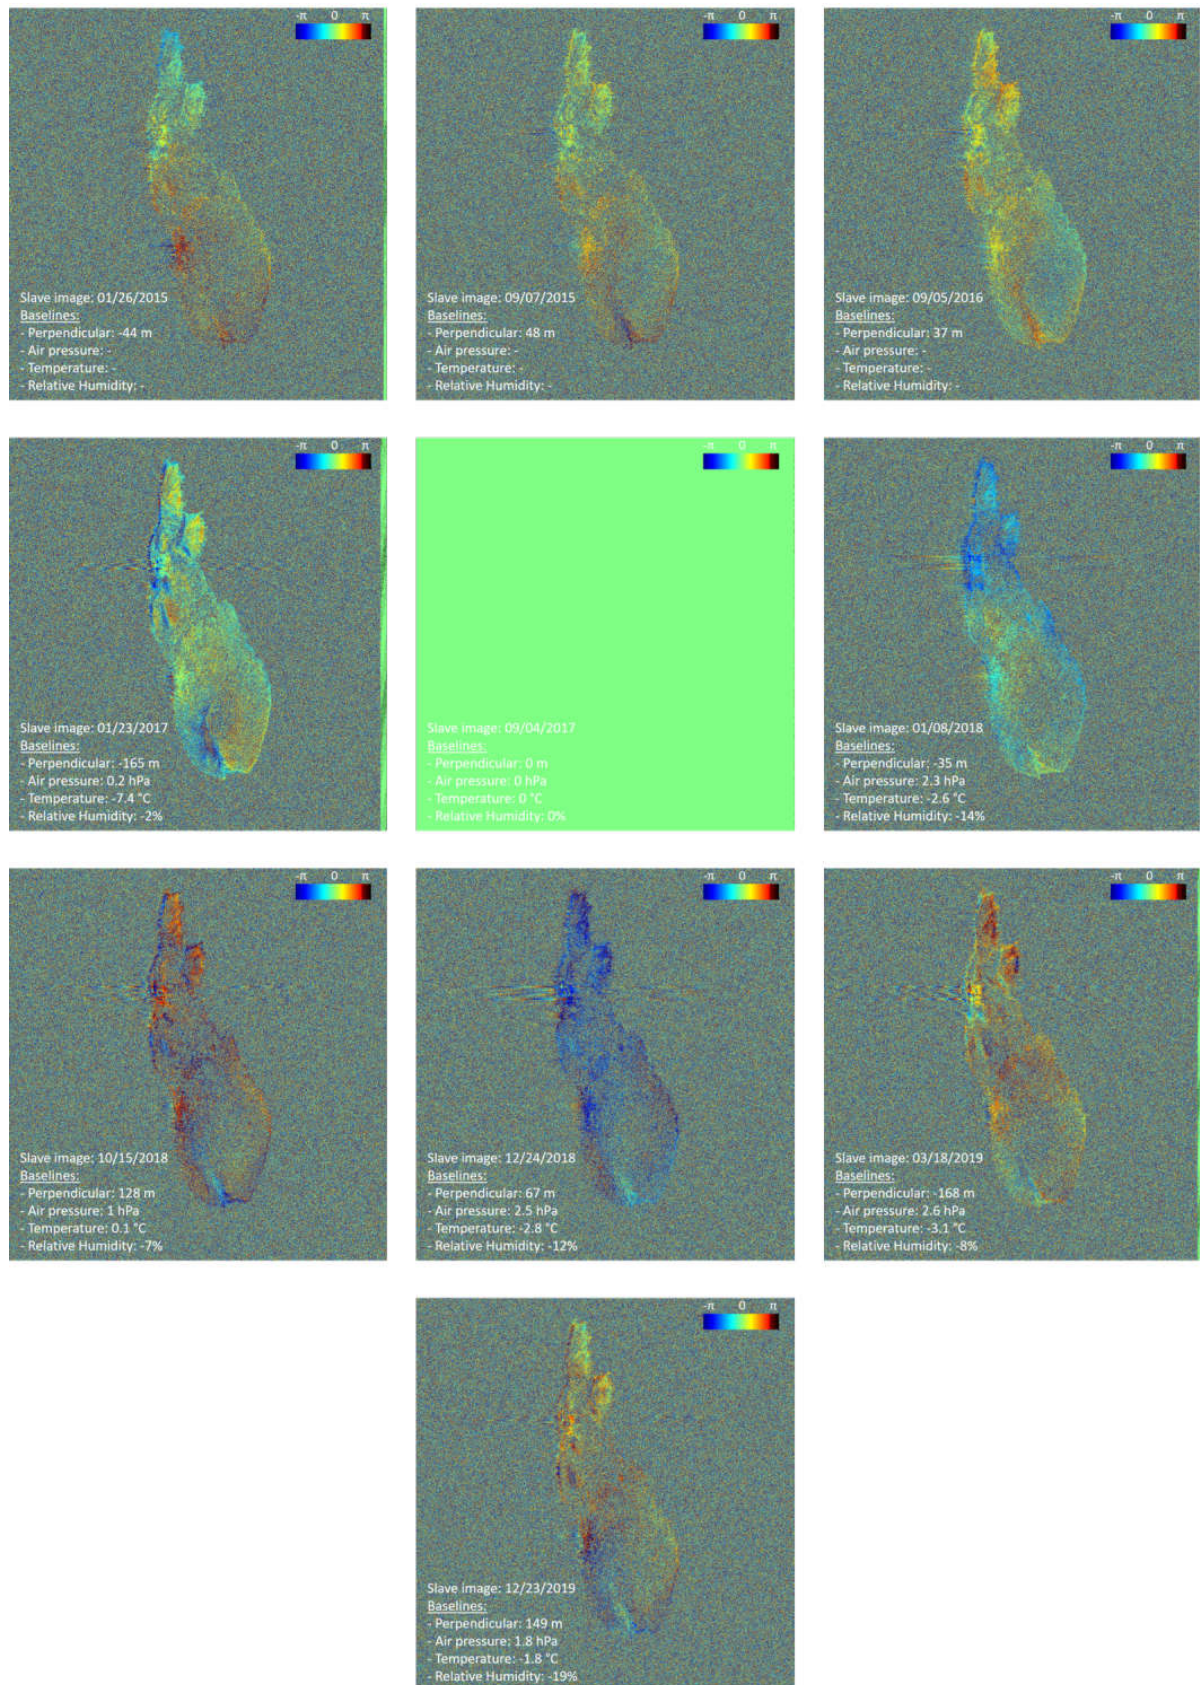 -π 0 π
Slave image: 01/26/2015
Baselines:
- Perpendicular: -44 m
- Air pressure: -
- Temperature: -
- Relative Humidity: -
-π 0 π
Slave image: 09/07/2015
Baselines:
- Perpendicular: 48 m
- Air pressure: -
- Temperature: -
- Relative Humidity: -
-π 0 π
Slave image: 09/05/2016
Baselines:
- Perpendicular: 37 m
- Air pressure: -
- Temperature: -
- Relative Humidity: -
-π 0 π
Slave image: 01/23/2017
Baselines:
- Perpendicular: -165 m
- Air pressure: 0.2 hPa
- Temperature: -7.4 °C
- Relative Humidity: -2%
-π 0 π
Slave image: 09/04/2017
Baselines:
- Perpendicular: 0 m
- Air pressure: 0 hPa
- Temperature: 0 °C
- Relative Humidity: 0%
-π 0 π
Slave image: 01/08/2018
Baselines:
- Perpendicular: -35 m
- Air pressure: 2.3 hPa
- Temperature: -2.6 °C
- Relative Humidity: -14%
-π 0 π
Slave image: 10/15/2018
Baselines:
- Perpendicular: 128 m
- Air pressure: 1 hPa
- Temperature: 0.1 °C
- Relative Humidity: -7%
-π 0 π
Slave image: 12/24/2018
Baselines:
- Perpendicular: 67 m
- Air pressure: 2.5 hPa
- Temperature: -2.8 °C
- Relative Humidity: -12%
-π 0 π
Slave image: 03/18/2019
Baselines:
- Perpendicular: -168 m
- Air pressure: 2.6 hPa
- Temperature: -3.1 °C
- Relative Humidity: -8%
-π 0 π
Slave image: 12/23/2019
Baselines:
- Perpendicular: 149 m
- Air pressure: 1.8 hPa
- Temperature: -1.8 °C
- Relative Humidity: -19%